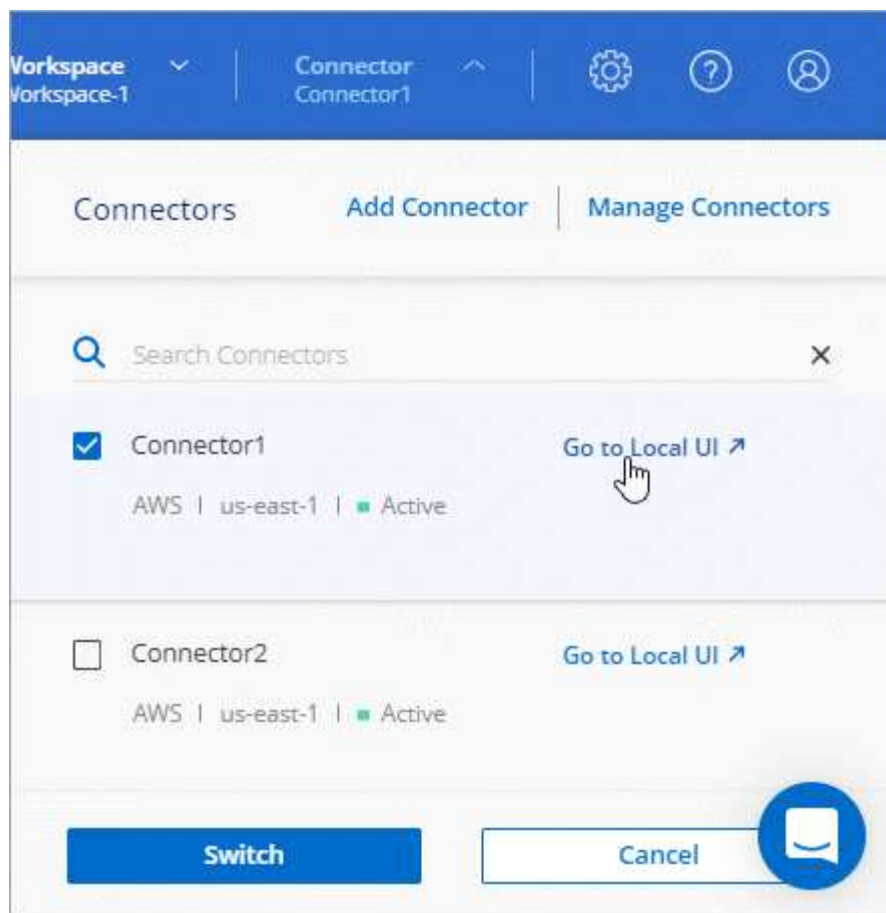 Workspace
Workspace-1
Connector
Connector1
Connectors
Add Connector
Manage Connectors
Search Connectors
Connector1
Go to Local UI
AWS | us-east-1 | Active
Connector2
Go to Local UI
AWS | us-east-1 | Active
Switch
Cancel